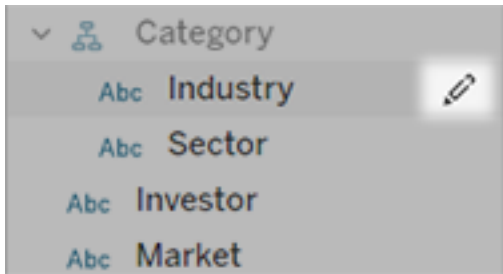 Category
Abc Industry
Abc Sector
Abc Investor
Abc Market